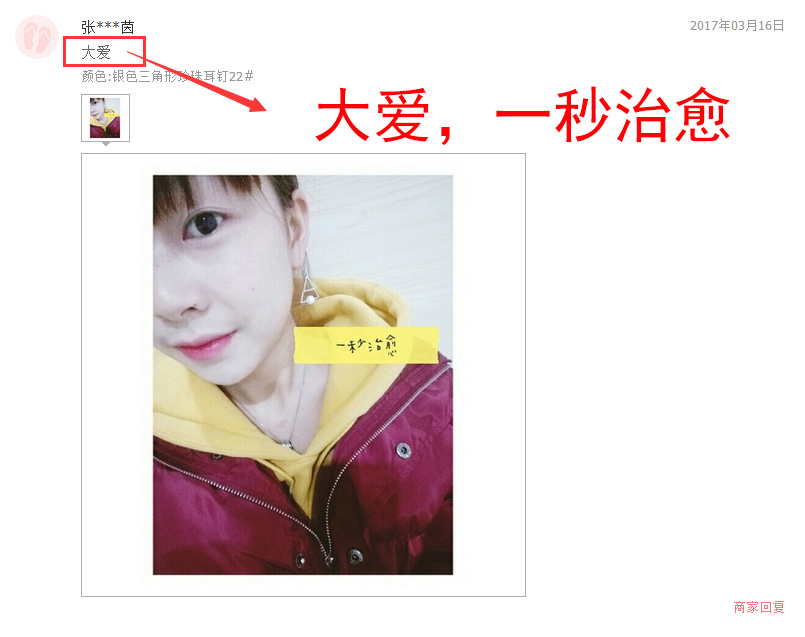 张***茵
2017年03月16日
大爱
颜色:银色三角形珍珠耳钉22#
大爱，一秒治愈
一秒治愈
商家回复